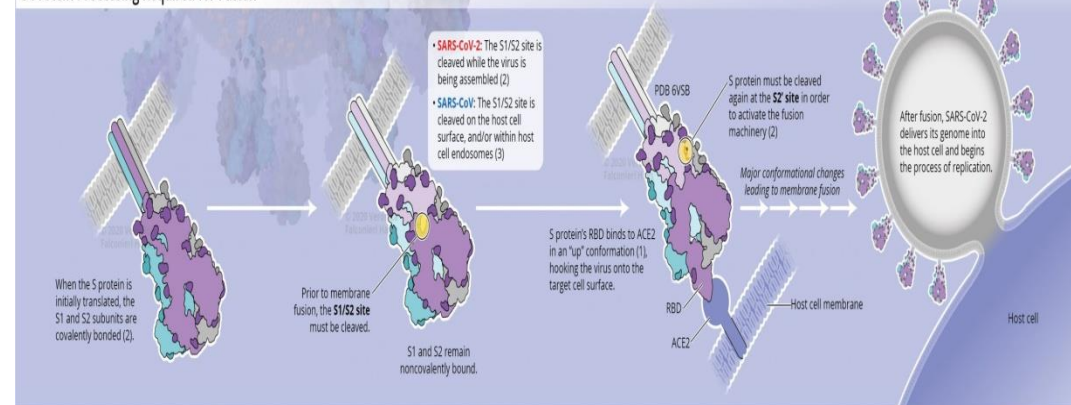 When the S protein is
initially translated, the
S1 and S2 subunits are
covalently bonded (2).
Prior to membrane
fusion, the S1/S2 site
must be cleaved.
• SARS-CoV-2: The S1/S2 site is
cleaved while the virus is
being assembled (2)
• SARS-CoV: The S1/S2 site is
cleaved on the host cell
surface, and/or within host
cell endosomes (3)
S1 and S2 remain
noncovalently bound.
PDB 6VSB
S protein's RBD binds to ACE2
in an "up" conformation (1),
hooking the virus onto the
target cell surface.
RBD
ACE2
Host cell membrane
S protein must be cleaved
again at the S2' site in order
to activate the fusion
machinery (2)
Major conformational changes
leading to membrane fusion
After fusion, SARS-CoV-2
delivers its genome into
the host cell and begins
the process of replication.
Host cell